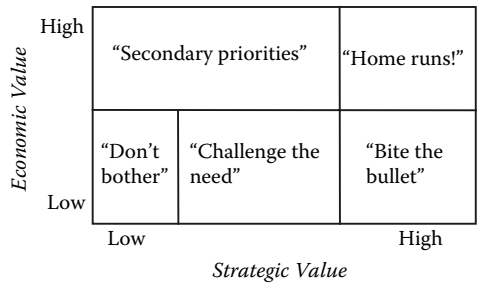 High
“Secondary priorities”
“Home runs!”
Economic Value
“Don’t
bother”
“Challenge the
need”
“Bite the
bullet”
Low
Low
High
Strategic Value